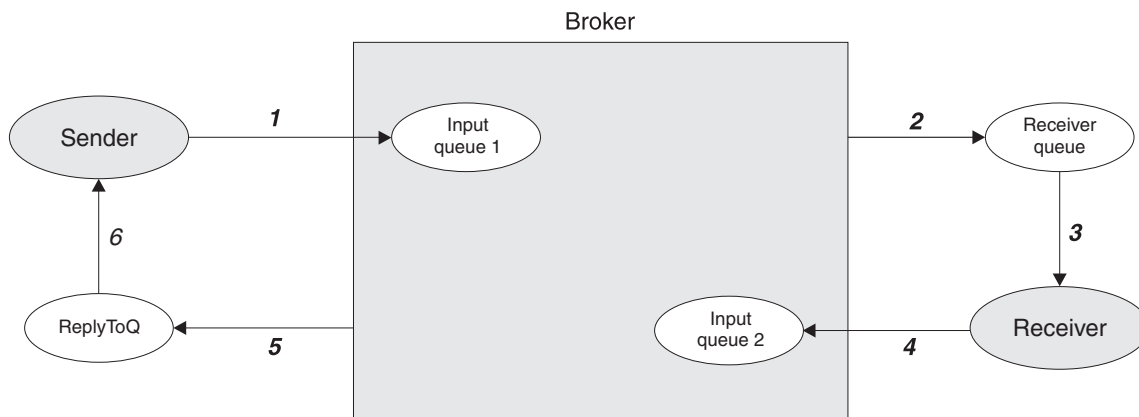 Broker
Sender
1
Input
queue 1
2
Receiver
queue
6
3
ReplyToQ
5
Input
queue 2
4
Receiver